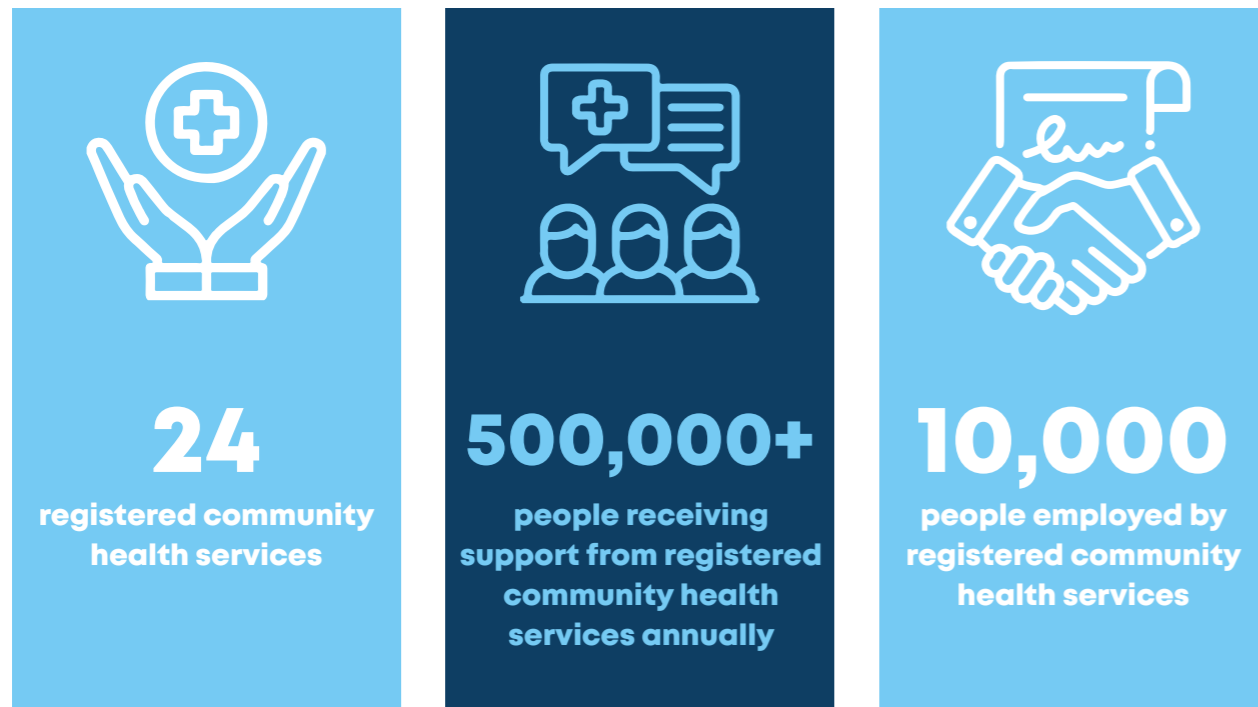 24
registered community
health services
500,000+
people receiving
support from registered
community health
services annually
10,000
people employed by
registered community
health services